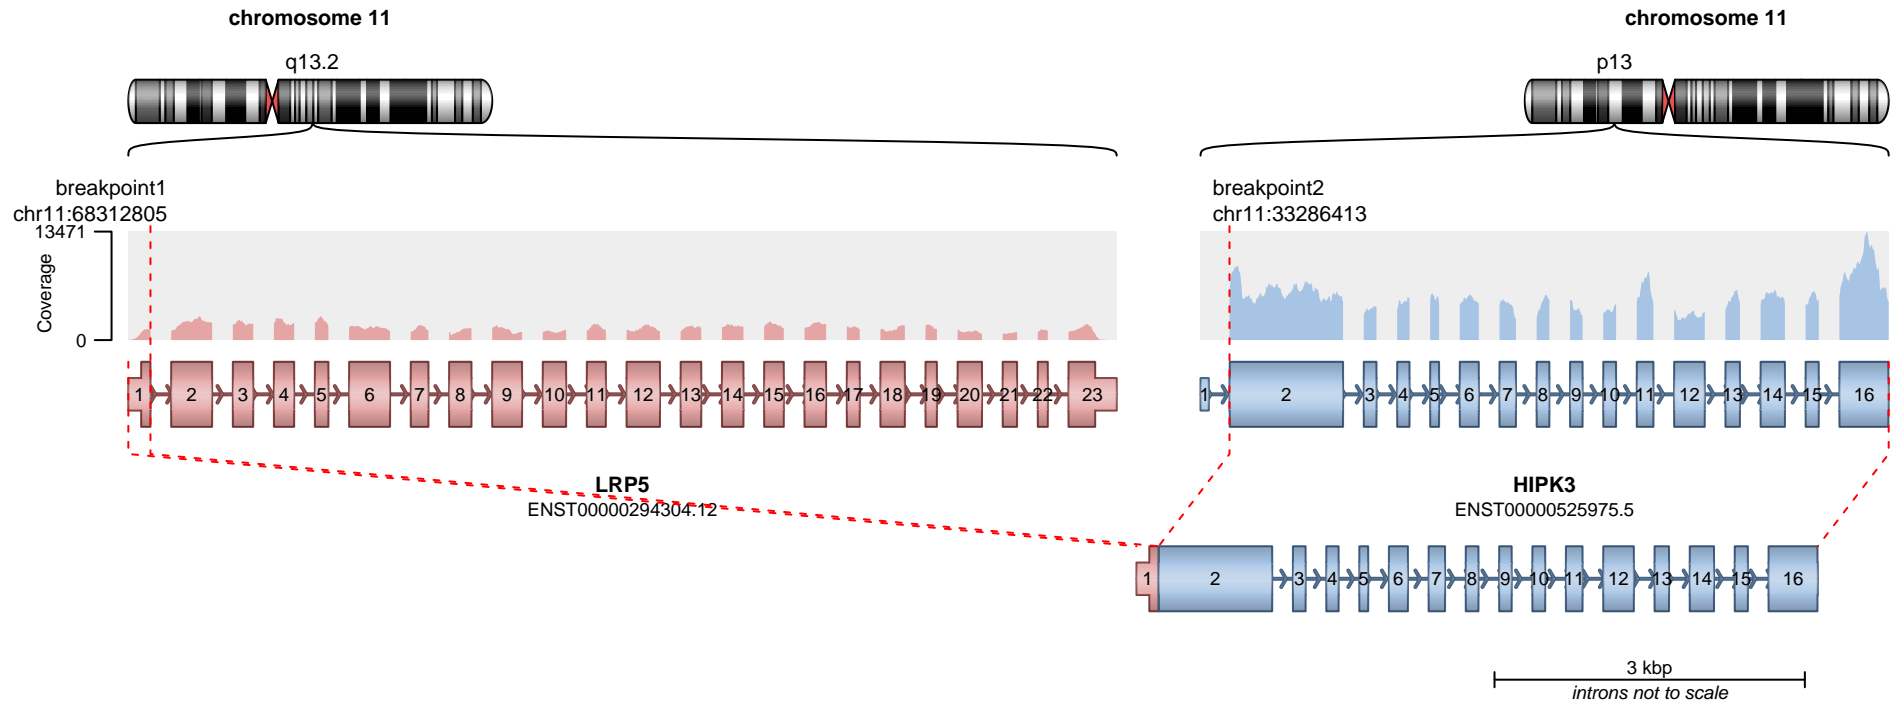 chromosome 11
chromosome 11
q13.2
p13
breakpoint1
chr11:68312805
breakpoint2
chr11:33286413
13471
Coverage
0
1 2 3 4 5 6 7 8 9 10 11 12 13 14 15 16 17 18 19 20 21 22 23
1 2 3 4 5 6 7 8 9 10 11 12 13 14 15 16
LRP5
ENST00000294304.12
HIPK3
ENST00000525975.5
1 2 3 4 5 6 7 8 9 10 11 12 13 14 15 16
3 kbp
introns not to scale